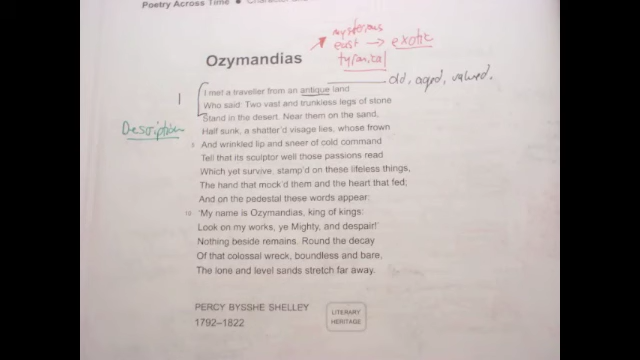 Poetry Across Time
mysterious
east → exotic
tyranical
Ozymandias
old, aged, valued.
I met a traveller from an antique land
Who said: Two vast and trunkless legs of stone
Stand in the desert. Near them on the sand,
Description
Half sunk, a shatter'd visage lies, whose frown
5 And wrinkled lip and sneer of cold command
Tell that its sculptor well those passions read
Which yet survive, stamp'd on these lifeless things,
The hand that mock'd them and the heart that fed;
And on the pedestal these words appear:
10 'My name is Ozymandias, king of kings:
Look on my works, ye Mighty, and despair!'
Nothing beside remains. Round the decay
Of that colossal wreck, boundless and bare,
The lone and level sands stretch far away.
PERCY BYSSHE SHELLEY
1792–1822
LITERARY
HERITAGE